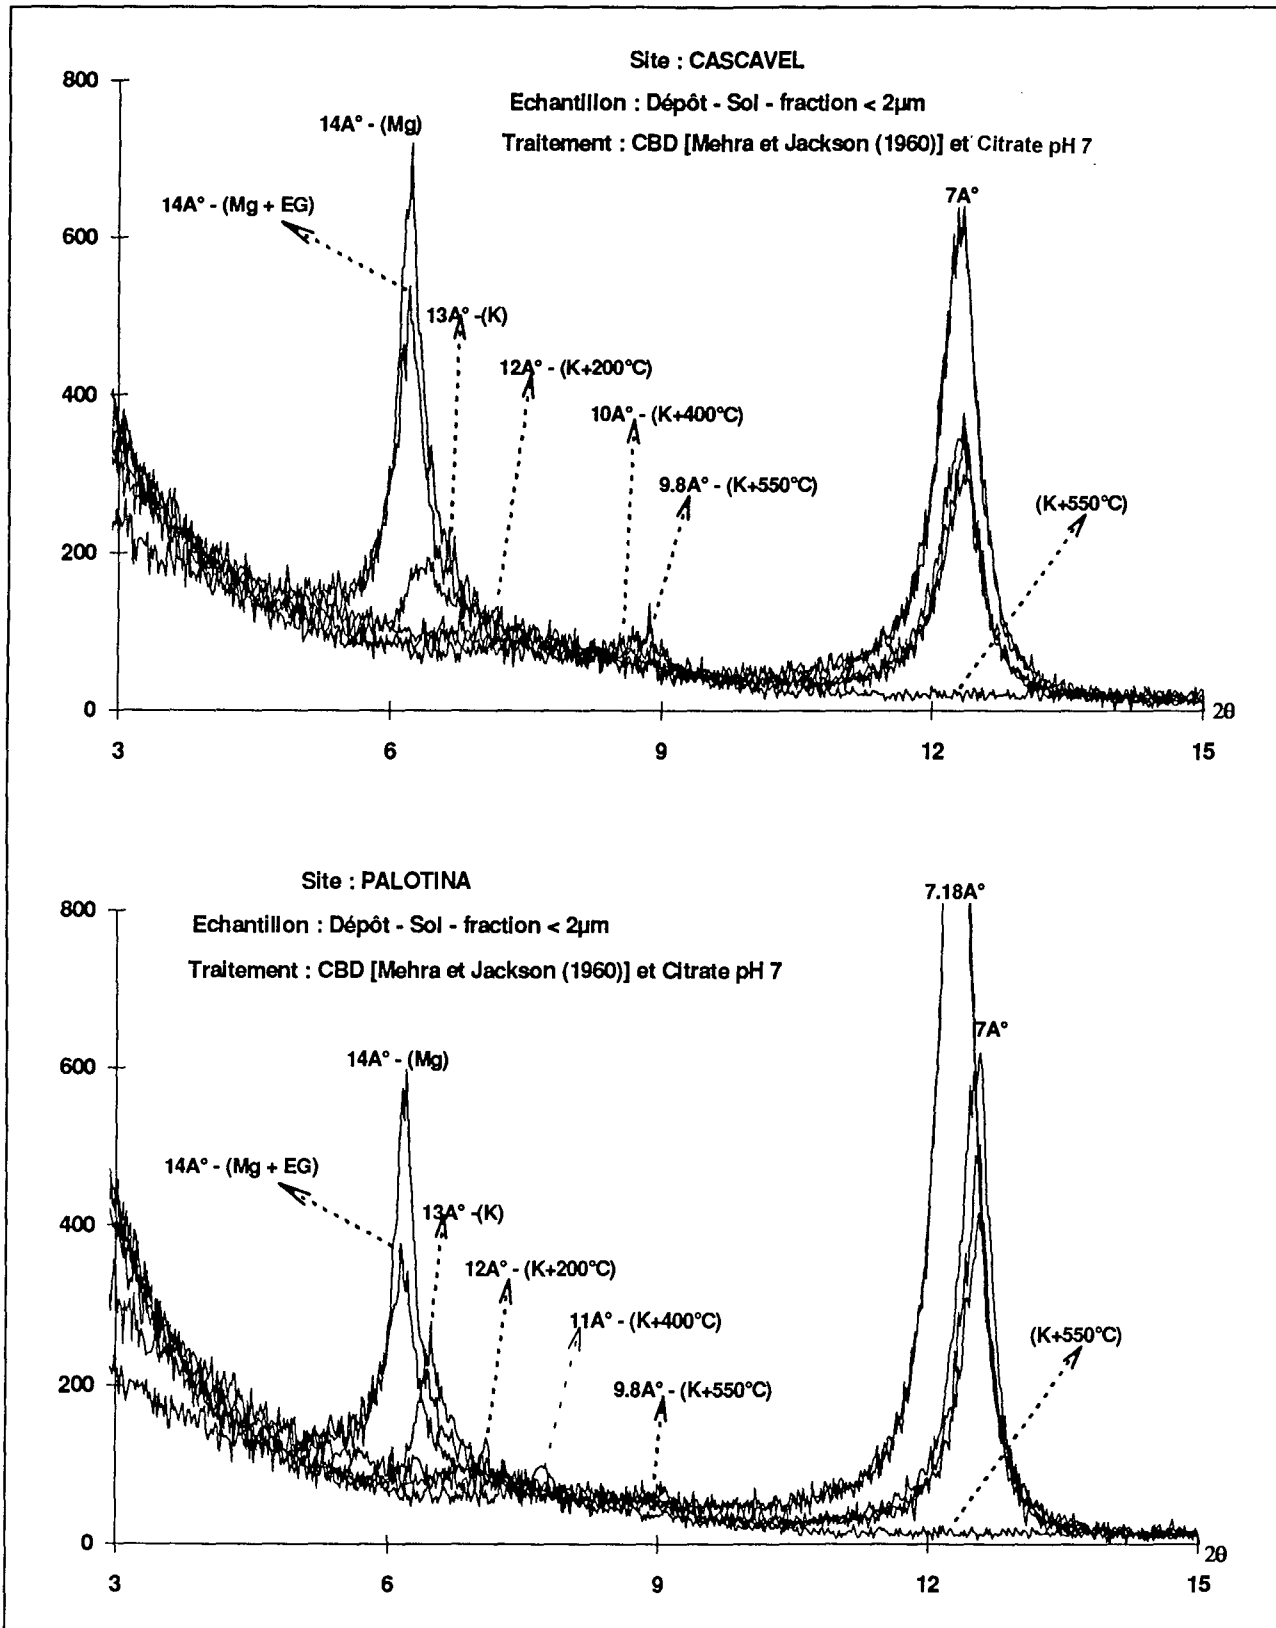 Site : CASCAVEL
Echantillon : Dépôt - Sol - fraction < 2µm
Traitement : CBD [Mehra et Jackson (1960)] et Citrate pH 7
800
600
400
200
0
14A° - (Mg)
14A° - (Mg + EG)
13A° -(K)
12A° - (K+200°C)
10A° - (K+400°C)
9.8A° - (K+550°C)
7A°
(K+550°C)
2θ
3 6 9 12 15
Site : PALOTINA
Echantillon : Dépôt - Sol - fraction < 2µm
Traitement : CBD [Mehra et Jackson (1960)] et Citrate pH 7
800
600
400
200
0
14A° - (Mg)
14A° - (Mg + EG)
13A° -(K)
12A° - (K+200°C)
11A° - (K+400°C)
9.8A° - (K+550°C)
7.18A°
7A°
(K+550°C)
2θ
3 6 9 12 15